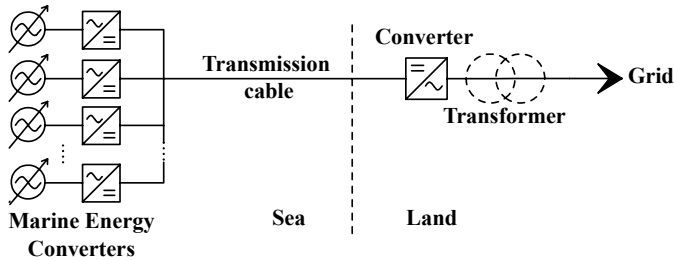 Converter
Transmission
cable
Grid
Transformer
Marine Energy
Converters
Sea
Land